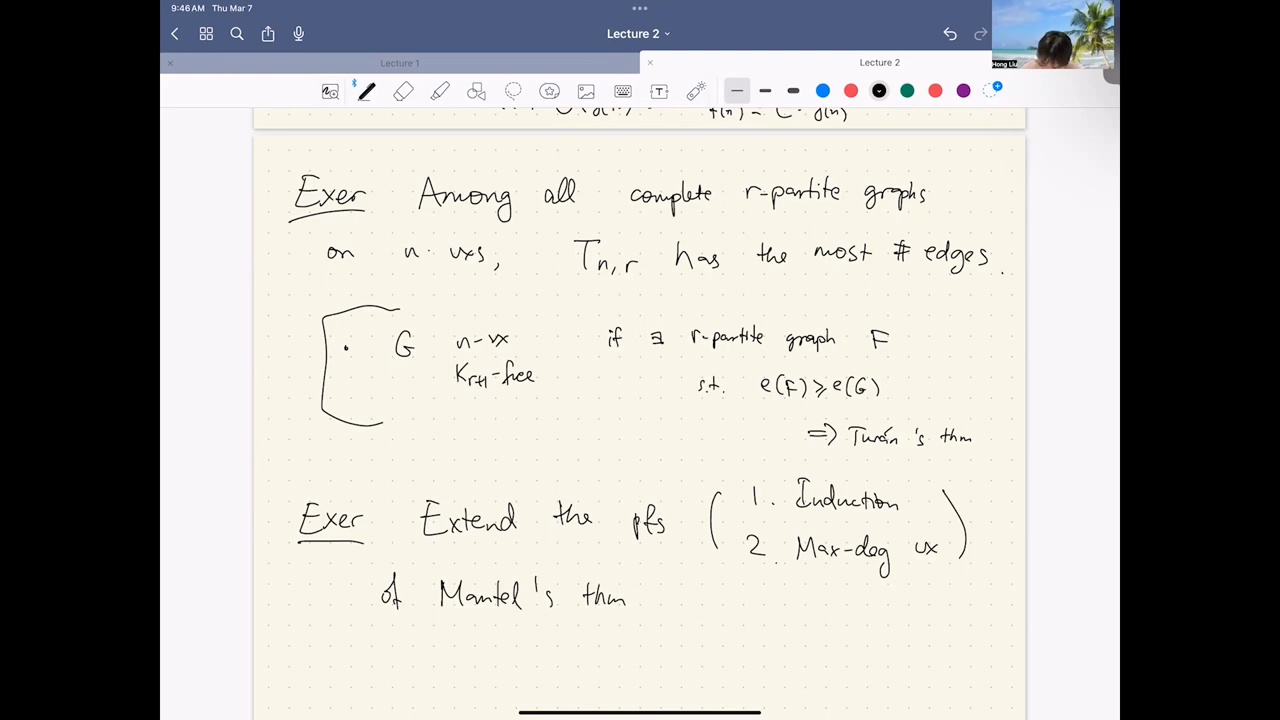 9:46 AM Thu Mar 7
Lecture 2
Hong Liu
Lecture 1
Lecture 2
Exer Among all complete r-partite graphs
on n-vxs, Tn,r has the most # edges.
· G n-vx if ∃ r-partite graph F
Kr+1-free s.t. e(F) ≥ e(G)
⇒ Turán's thm
Exer Extend the pfs ( 1. Induction
2. Max-deg vx )
of Mantel's thm